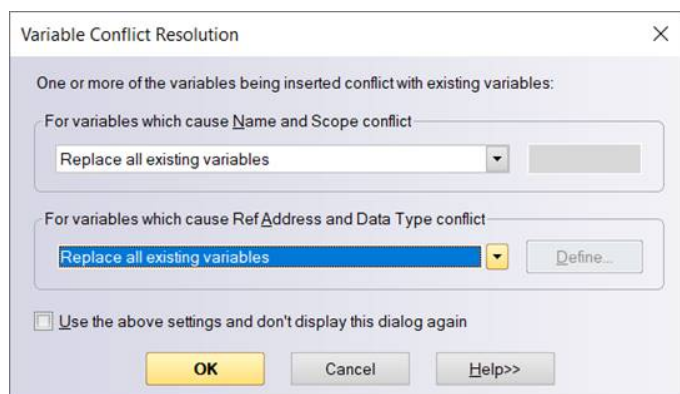 Variable Conflict Resolution
One or more of the variables being inserted conflict with existing variables:
For variables which cause Name and Scope conflict
Replace all existing variables
For variables which cause Ref Address and Data Type conflict
Replace all existing variables
Define...
Use the above settings and don't display this dialog again
OK Cancel Help>>